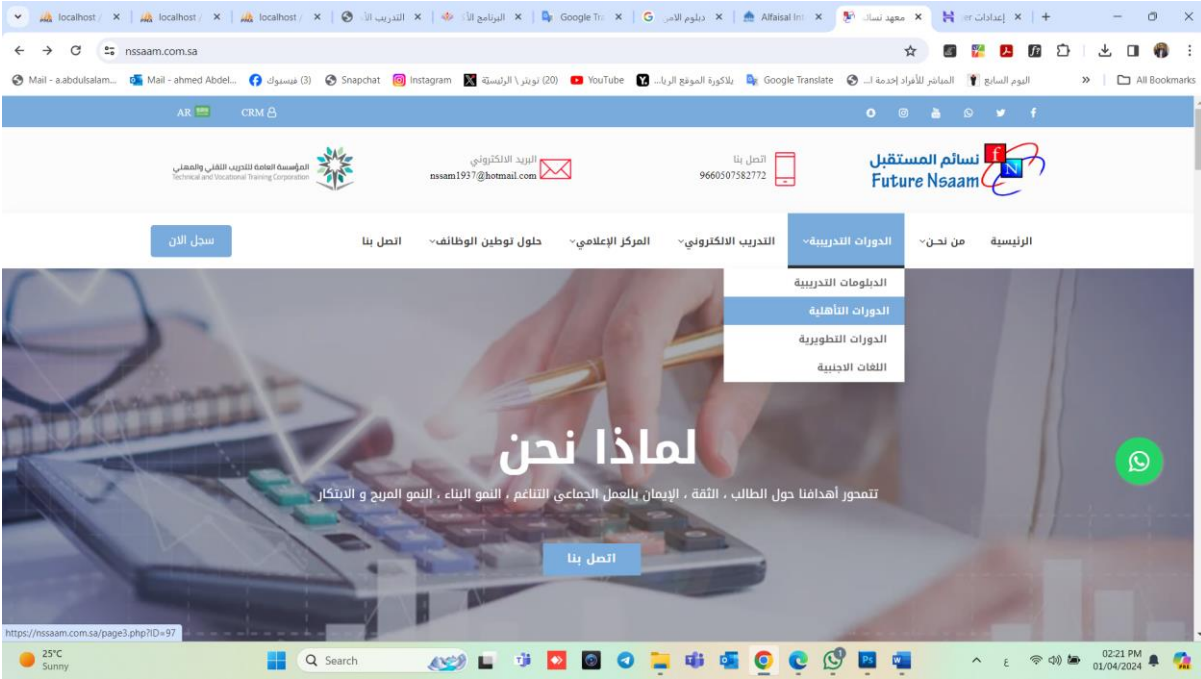 localhost /
localhost /
localhost /
التدريب الأ
البرنامج الأ
Google Tra
دبلوم الامن
Alfaisal Int
معهد نسائ
إعدادات er
nssaam.com.sa
Mail - a.abdulsalam...
Mail - ahmed Abdel...
(3) فيسبوك
Snapchat
Instagram
(20) تويتر \ الرئيسية
YouTube
بلاكورة الموقع الريا...
Google Translate
المباشر للأفراد إخدمة ا...
اليوم السابع
»
All Bookmarks
AR
CRM
المؤسسة العامة للتدريب التقني والمهني
Technical and Vocational Training Corporation
البريد الالكتروني
nssam1937@hotmail.com
اتصل بنا
9660507582772
نسائم المستقبل
Future Nsaam
f
N
الرئيسية
من نحن
الدورات التدريبية
التدريب الالكتروني
المركز الإعلامي
حلول توطين الوظائف
اتصل بنا
سجل الان
الدبلومات التدريبية
الدورات التأهلية
الدورات التطويرية
اللغات الاجنبية
لماذا نحن
تتمحور أهدافنا حول الطالب ، الثقة ، الإيمان بالعمل الجماعي التناغم ، النمو البناء ، النمو المربح و الابتكار
اتصل بنا
https://nssaam.com.sa/page3.php?ID=97
25°C
Sunny
Search
ع
02:21 PM
01/04/2024